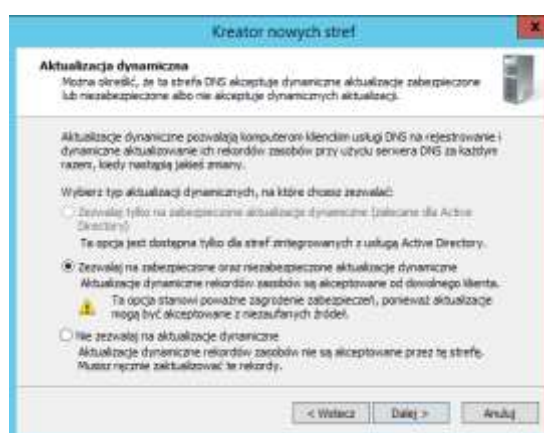 Kreator nowych stref
Aktualizacja dynamiczna
Można określić, że ta strefa DNS akceptuje dynamiczne aktualizacje zabezpieczone
lub niezabezpieczone albo nie akceptuje dynamicznych aktualizacji.
Aktualizacje dynamiczne pozwalają komputerom klienckim usługi DNS na rejestrowanie i
dynamiczne aktualizowanie ich rekordów zasobów przy użyciu serwera DNS za każdym
razem, kiedy nastąpią jakieś zmiany.
Wybierz typ aktualizacji dynamicznych, na które chcesz zezwalać:
Zezwalaj tylko na zabezpieczone aktualizacje dynamiczne (zalecane dla Active
Directory)
Ta opcja jest dostępna tylko dla stref zintegrowanych z usługą Active Directory.
Zezwalaj na zabezpieczone oraz niezabezpieczone aktualizacje dynamiczne
Aktualizacje dynamiczne rekordów zasobów są akceptowane od dowolnego klienta.
Ta opcja stanowi poważne zagrożenie zabezpieczeń, ponieważ aktualizacje
mogą być akceptowane z niezaufanych źródeł.
Nie zezwalaj na aktualizacje dynamiczne
Aktualizacje dynamiczne rekordów zasobów nie są akceptowane przez tę strefę.
Musisz ręcznie zaktualizować te rekordy.
< Wstecz
Dalej >
Anuluj